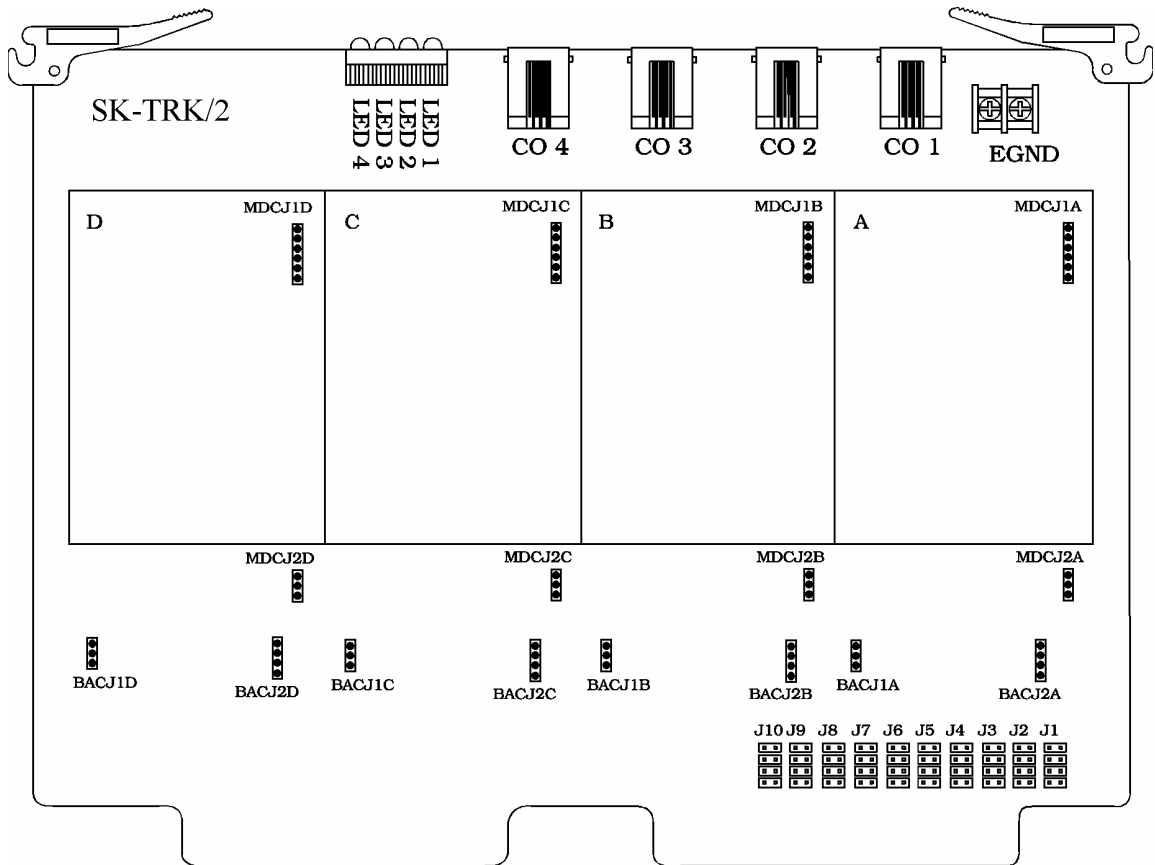 SK-TRK/2
LED 4 LED 3 LED 2 LED 1
CO 4 CO 3 CO 2 CO 1
EGND
MDCJ1D MDCJ1C MDCJ1B MDCJ1A
D C B A
MDCJ2D MDCJ2C MDCJ2B MDCJ2A
BACJ1D BACJ2D BACJ1C BACJ2C BACJ1B BACJ2B BACJ1A BACJ2A
J10 J9 J8 J7 J6 J5 J4 J3 J2 J1